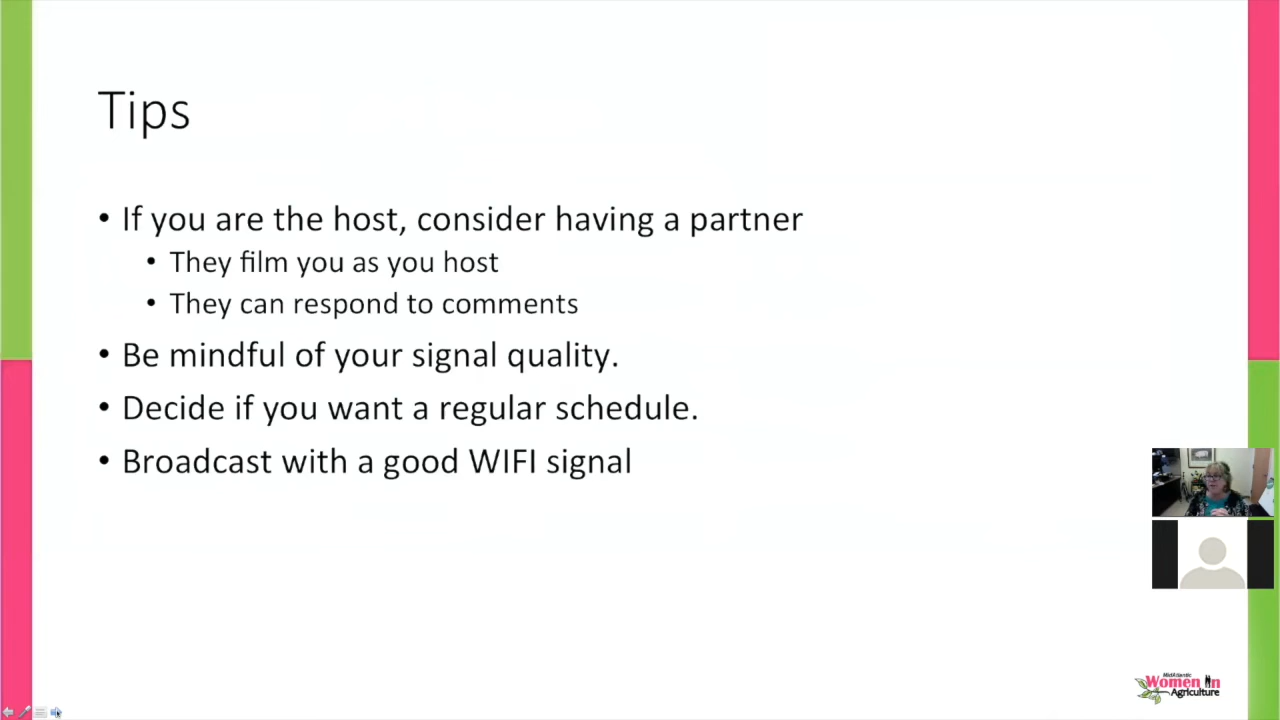 Tips
• If you are the host, consider having a partner
• They film you as you host
• They can respond to comments
• Be mindful of your signal quality.
• Decide if you want a regular schedule.
• Broadcast with a good WIFI signal
MidAtlantic
Women in
Agriculture